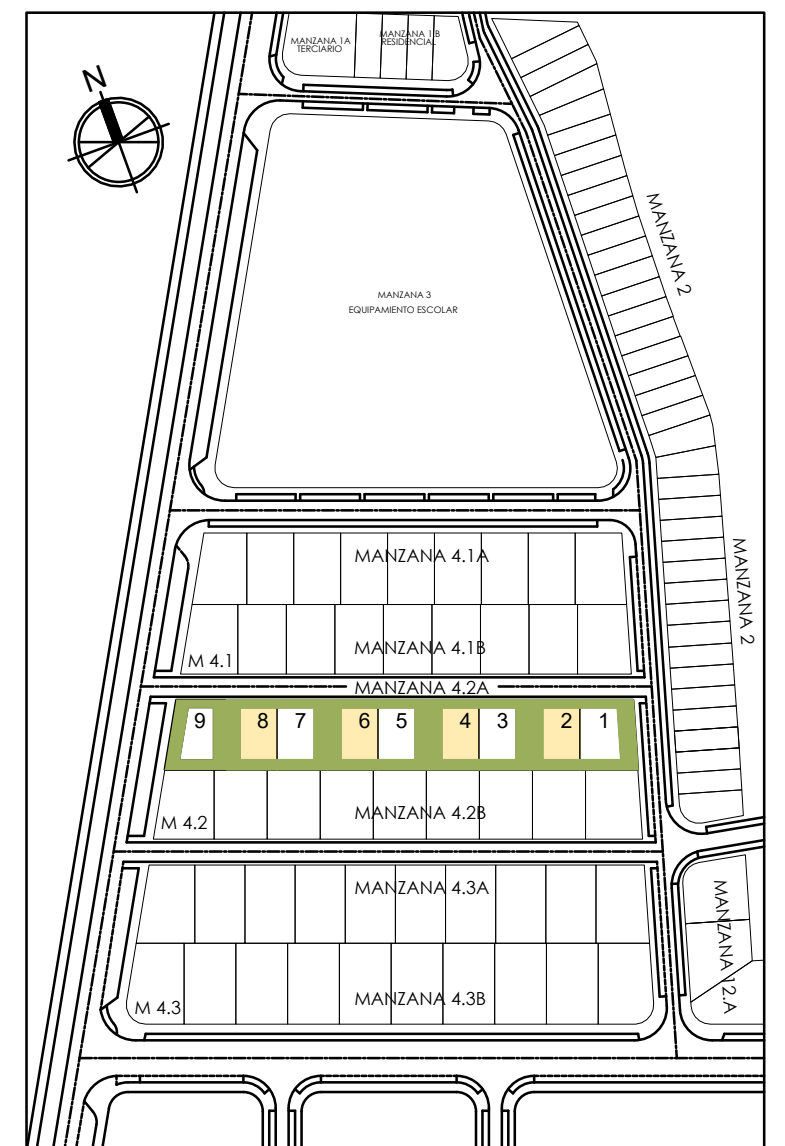 MANZANA 1A
TERCIARIO
MANZANA 1B
RESIDENCIAL
N
MANZANA 2
MANZANA 3
EQUIPAMIENTO ESCOLAR
MANZANA 4.1A
MANZANA 2
MANZANA 4.1B
M 4.1
MANZANA 4.2A
9 8 7 6 5 4 3 2 1
MANZANA 4.2B
M 4.2
MANZANA 4.3A
MANZANA 12.A
MANZANA 4.3B
M 4.3